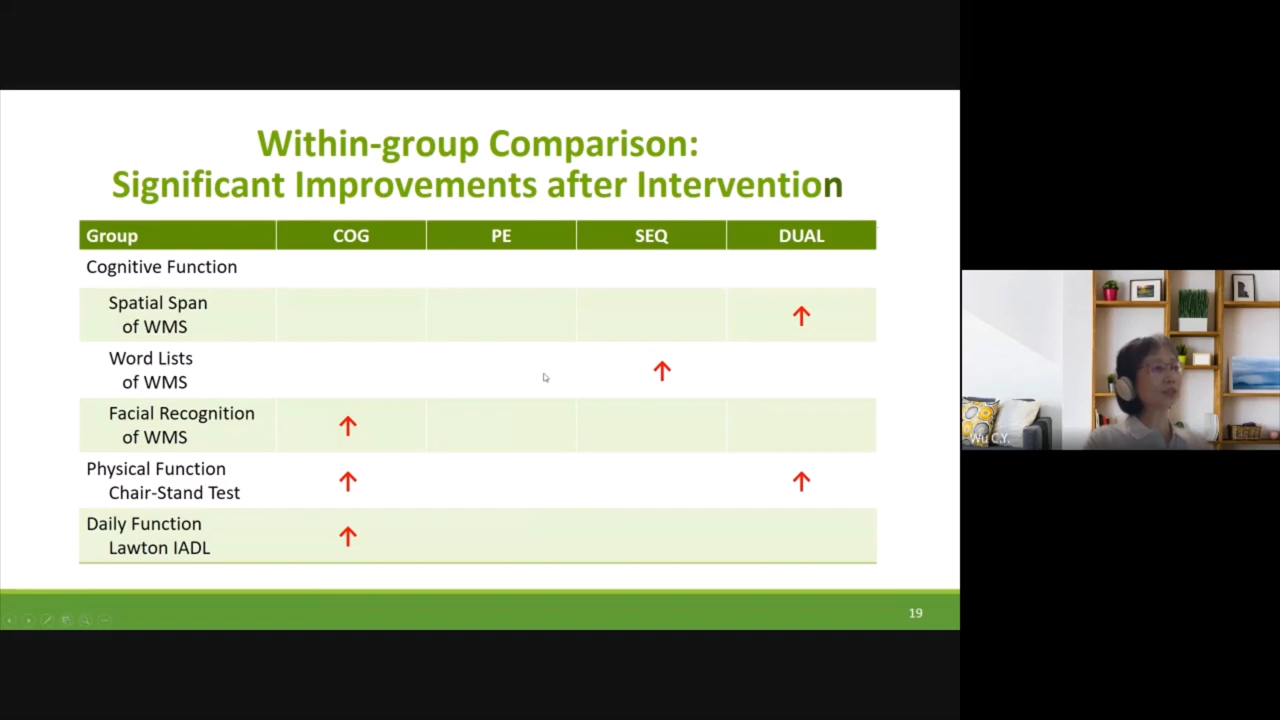 Within-group Comparison:
Significant Improvements after Intervention
Group COG PE SEQ DUAL
Cognitive Function
Spatial Span
of WMS ↑
Word Lists
of WMS ↑
Facial Recognition
of WMS ↑
Physical Function
Chair-Stand Test ↑ ↑
Daily Function
Lawton IADL ↑
19
Wu C.Y.